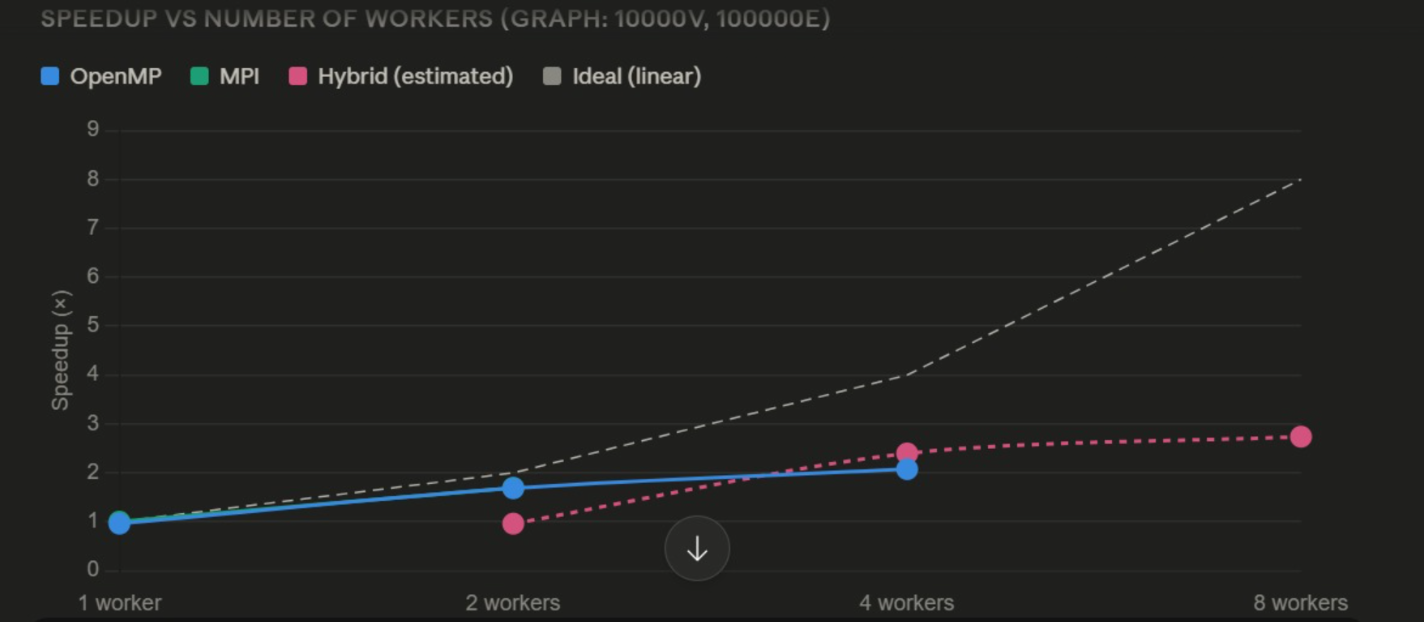 SPEEDUP VS NUMBER OF WORKERS (GRAPH: 10000V, 100000E)
OpenMP MPI Hybrid (estimated) Ideal (linear)
9
8
7
6
5
4
3
2
1
0
Speedup (×)
1 worker 2 workers 4 workers 8 workers